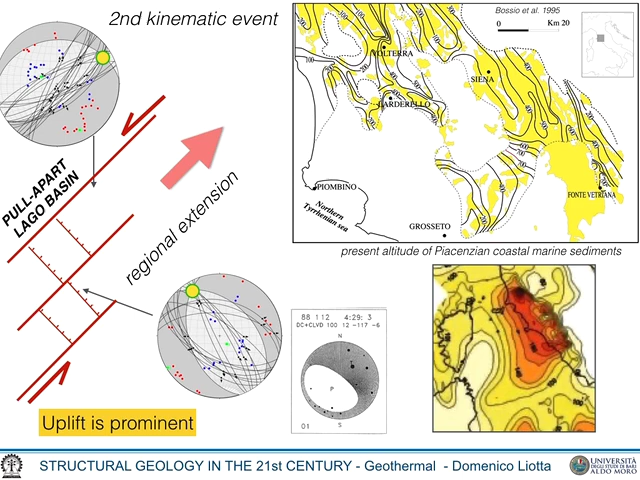 2nd kinematic event
Bossio et al. 1995
0 Km 20
VOLTERRA
SIENA
LARDERELLO
PIOMBINO
Northern
Tyrrhenian sea
GROSSETO
FONTE VETRIANA
present altitude of Piacenzian coastal marine sediments
PULL-APART
LAGO BASIN
regional extension
88 112 4:29: 3
DC+CLVD 100 12 -117 -6
N
P
S
01
Uplift is prominent
STRUCTURAL GEOLOGY IN THE 21st CENTURY - Geothermal - Domenico Liotta
UNIVERSITÀ
DEGLI STUDI DI BARI
ALDO MORO